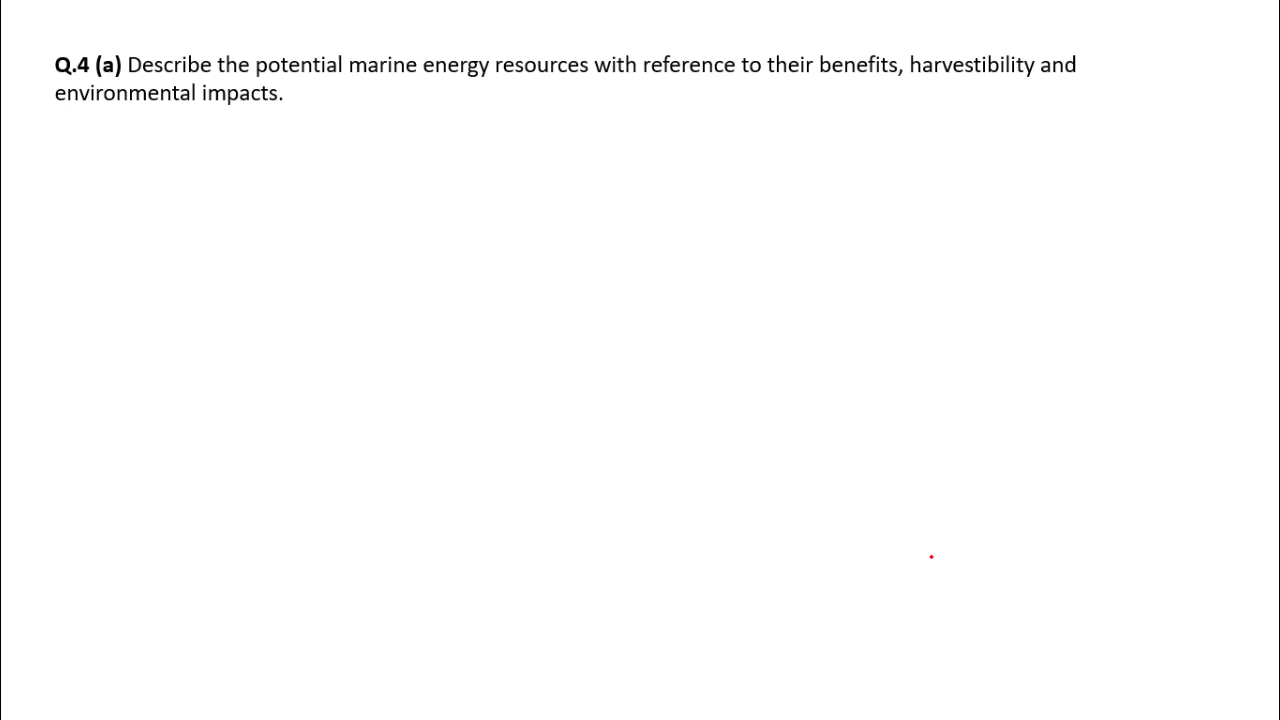 Q.4 (a) Describe the potential marine energy resources with reference to their benefits, harvestibility and
environmental impacts.